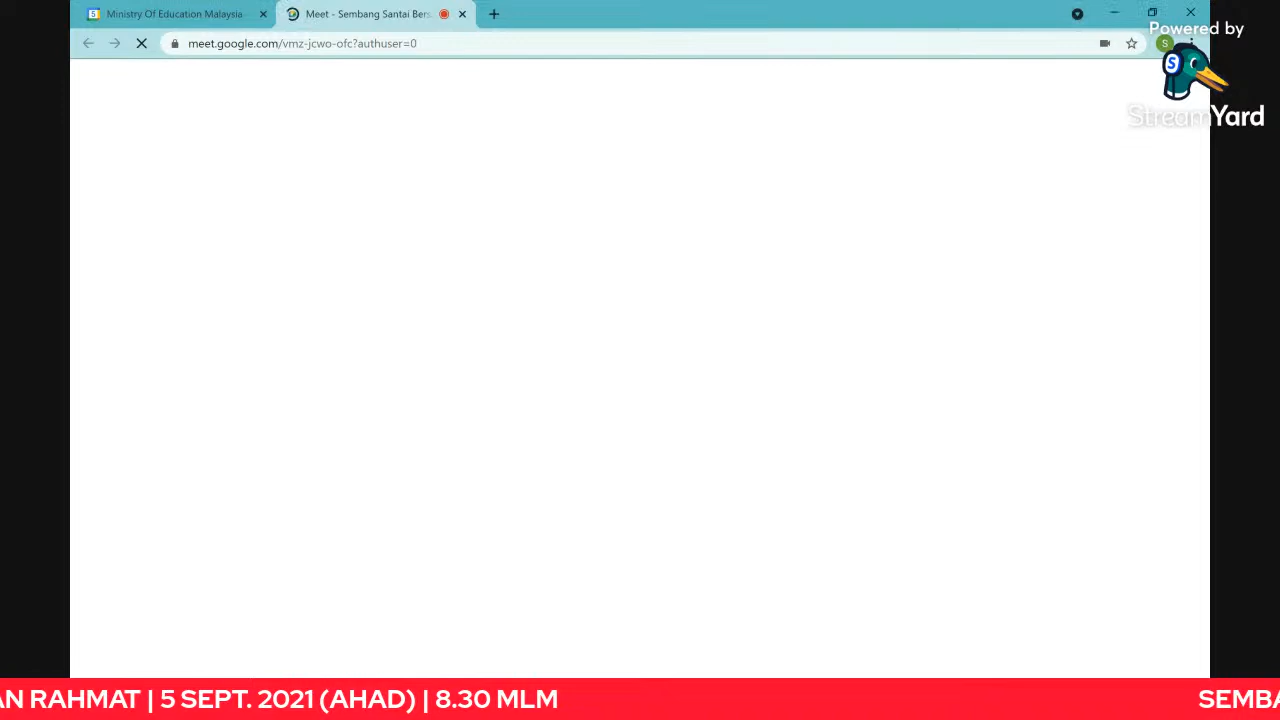 Ministry Of Education Malaysia
Meet - Sembang Santai Bers
meet.google.com/vmz-jcwo-ofc?authuser=0
S
Powered by
S
StreamYard
AN RAHMAT | 5 SEPT. 2021 (AHAD) | 8.30 MLM
SEMBA